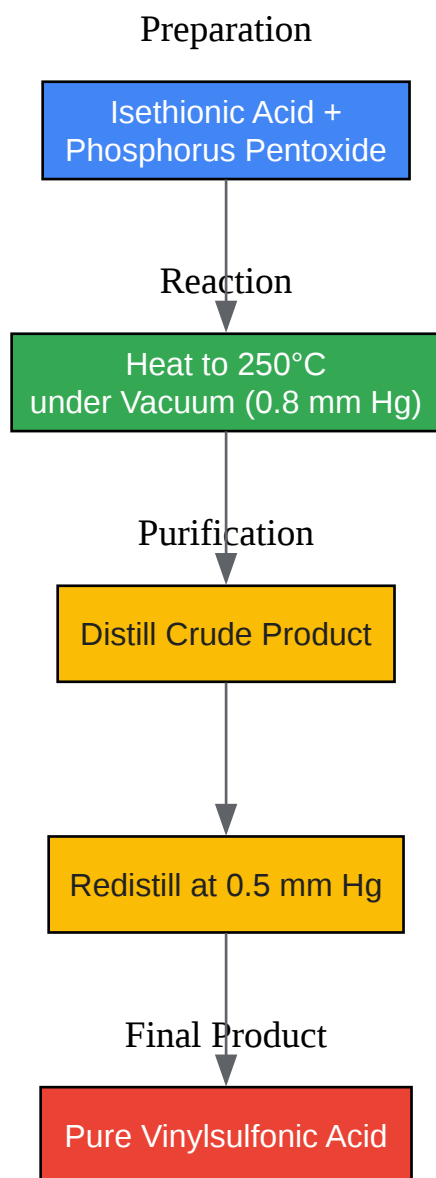 Preparation
Isethionic Acid +
Phosphorus Pentoxide
Reaction
Heat to 250°C
under Vacuum (0.8 mm Hg)
Purification
Distill Crude Product
Redistill at 0.5 mm Hg
Final Product
Pure Vinylsulfonic Acid